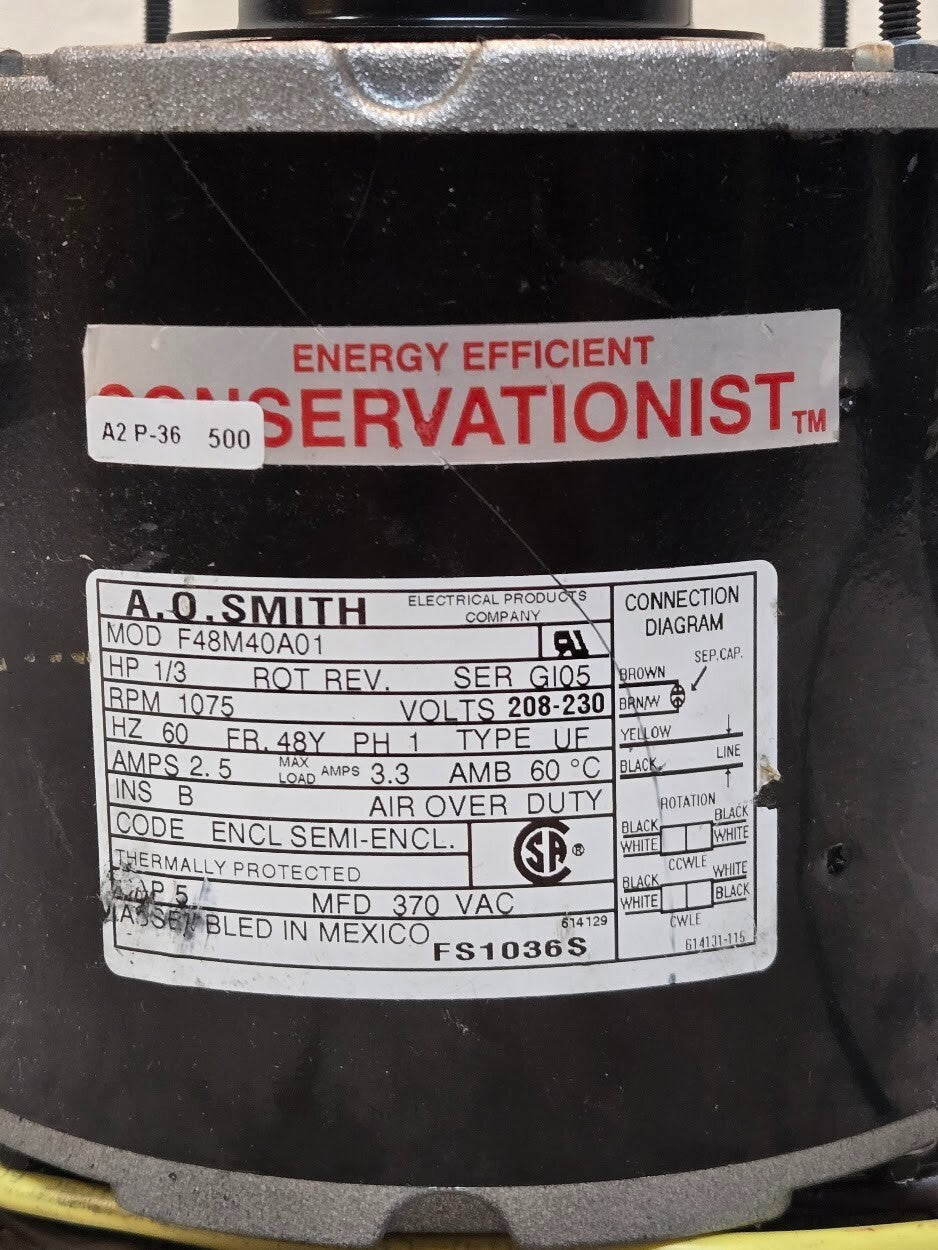 ENERGY EFFICIENT
SERVATIONIST TM
A2 P-36 500
A.O.SMITH ELECTRICAL PRODUCTS
COMPANY
MOD F48M40A01
HP 1/3 ROT REV. SER GI05
RPM 1075 VOLTS 208-230
HZ 60 FR. 48Y PH 1 TYPE UF
AMPS 2.5 MAX LOAD AMPS 3.3 AMB 60 °C
INS B AIR OVER DUTY
CODE ENCL SEMI-ENCL.
SA ®
THERMALLY PROTECTED
5 MFD 370 VAC
BLED IN MEXICO 614129
FS1036S
CONNECTION
DIAGRAM
SEP.CAP.
BROWN
BRN/W
YELLOW
LINE
BLACK
ROTATION
BLACK BLACK
WHITE WHITE
CCWLE
BLACK WHITE
WHITE BLACK
CWLE
614131-115